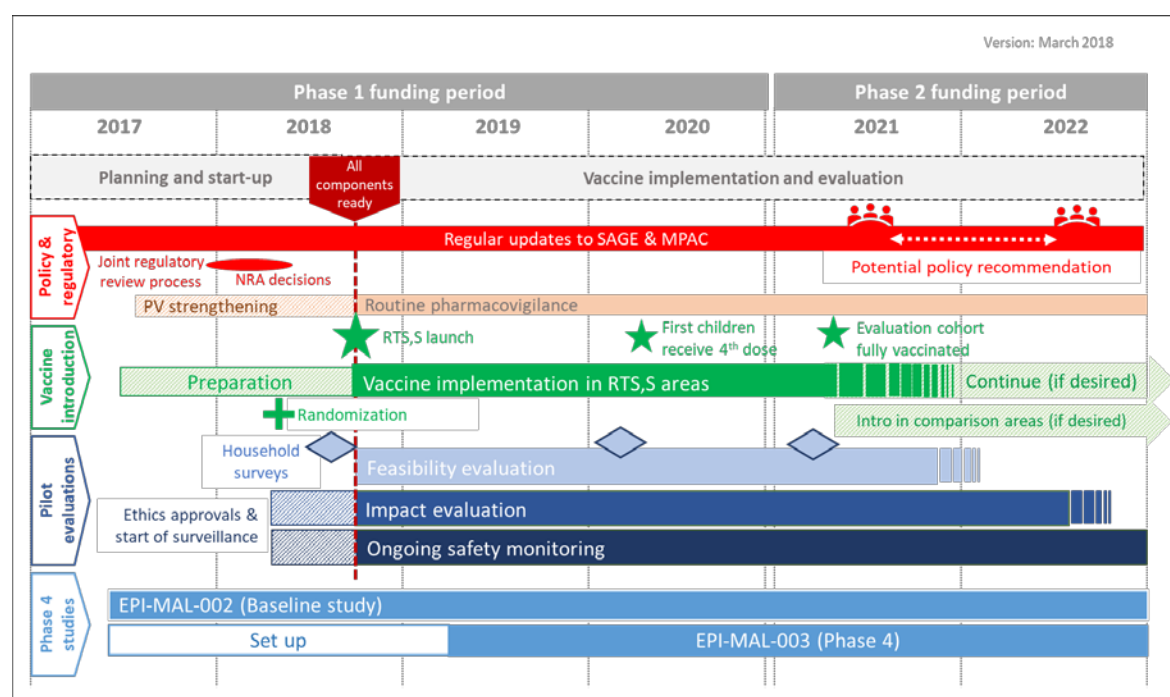 Version: March 2018
Phase 1 funding period
Phase 2 funding period
2017
2018
2019
2020
2021
2022
Planning and start-up
All
components
ready
Vaccine implementation and evaluation
Policy &
regulatory
Regular updates to SAGE & MPAC
Joint regulatory
review process
NRA decisions
Potential policy recommendation
PV strengthening
Routine pharmacovigilance
Vaccine
introduction
RTS,S launch
First children
receive 4th dose
Evaluation cohort
fully vaccinated
Preparation
Vaccine implementation in RTS,S areas
Continue (if desired)
Randomization
Intro in comparison areas (if desired)
Pilot
evaluations
Household
surveys
Feasibility evaluation
Ethics approvals &
start of surveillance
Impact evaluation
Ongoing safety monitoring
Phase 4
studies
EPI-MAL-002 (Baseline study)
Set up
EPI-MAL-003 (Phase 4)